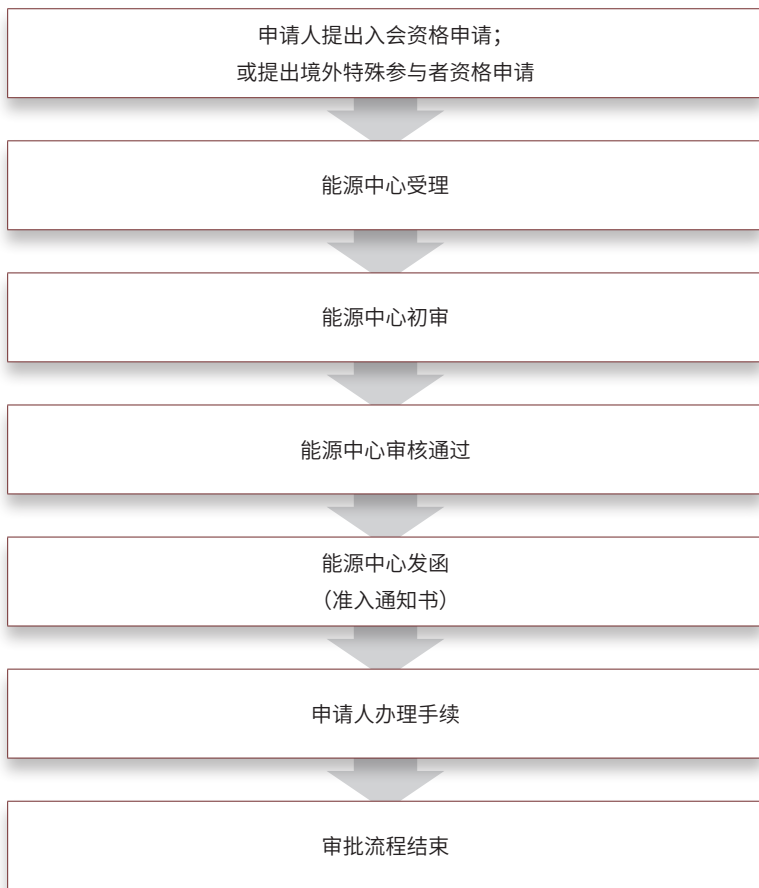 申请人提出入会资格申请；
或提出境外特殊参与者资格申请
能源中心受理
能源中心初审
能源中心审核通过
能源中心发函
（准入通知书）
申请人办理手续
审批流程结束